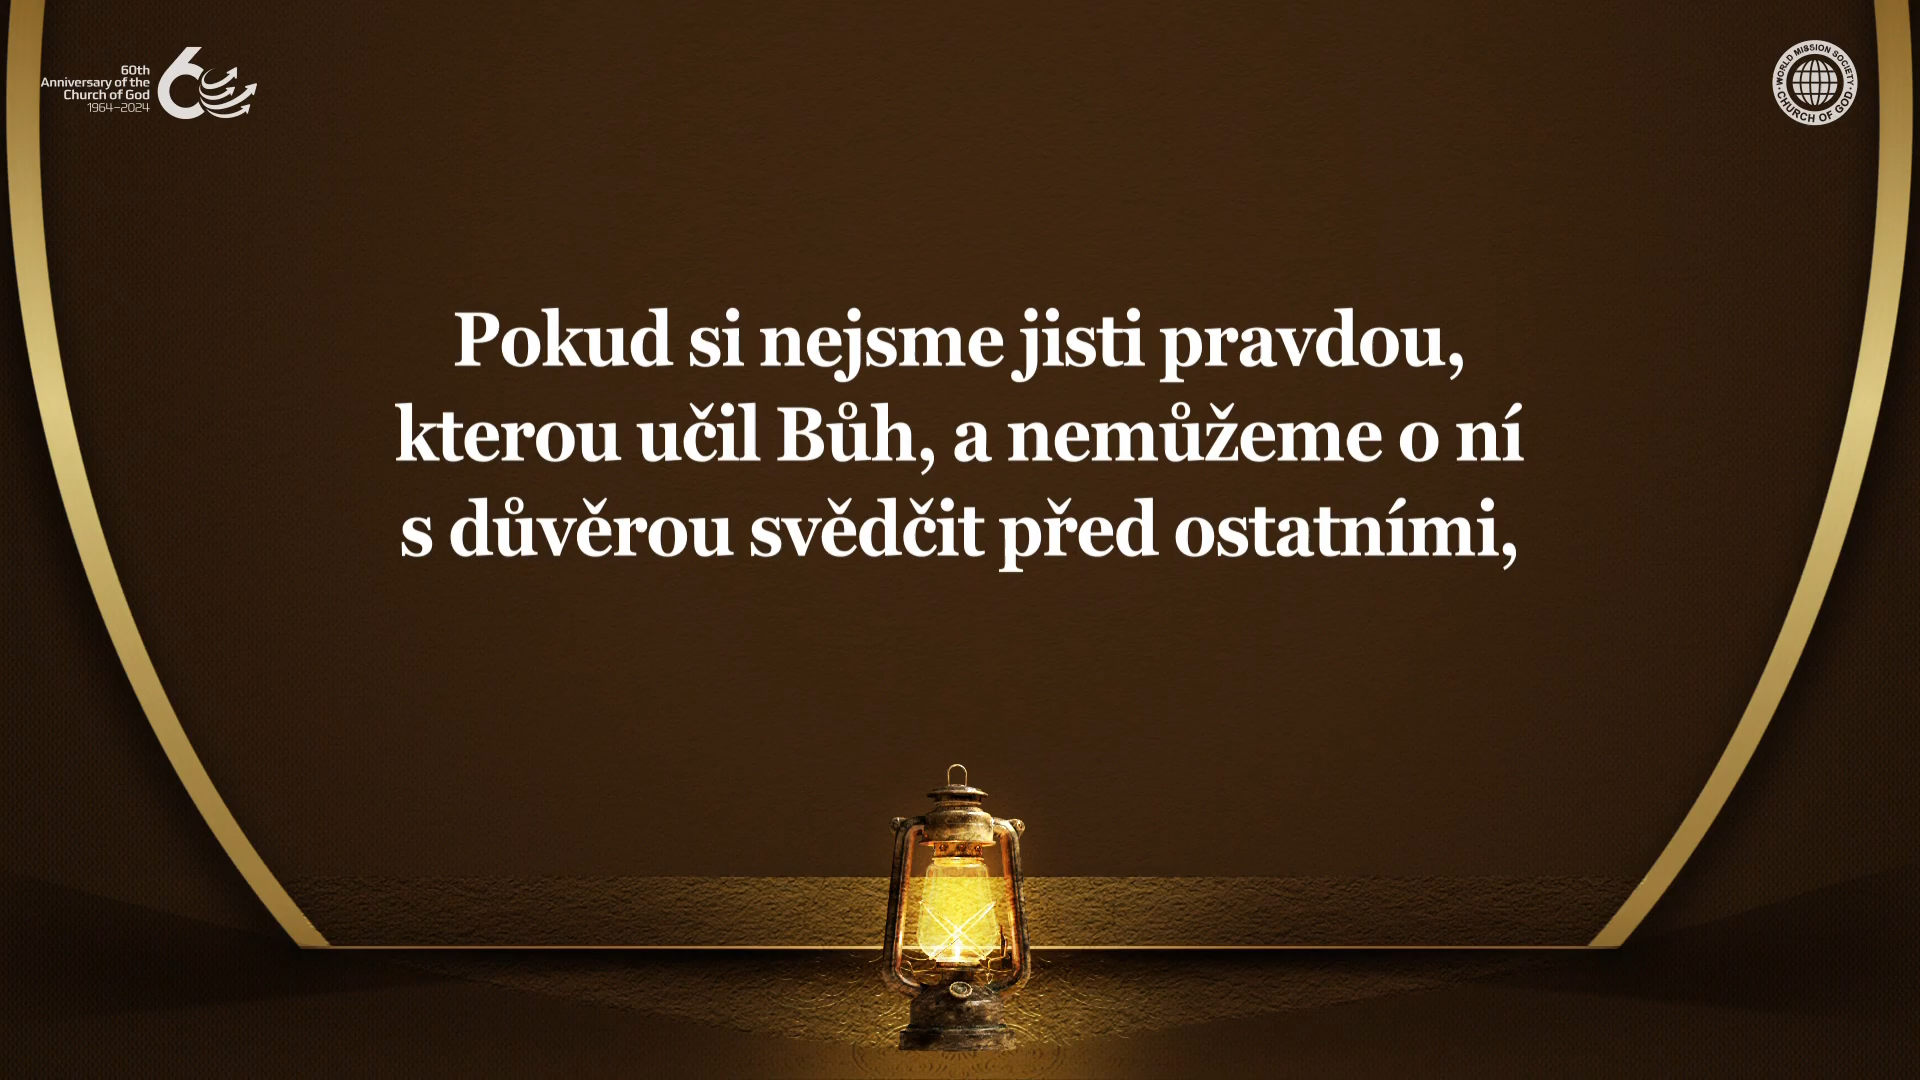 60th
Anniversary of the
Church of God
1964–2024
60
WORLD MISSION SOCIETY
CHURCH OF GOD
Pokud si nejsme jisti pravdou,
kterou učil Bůh, a nemůžeme o ní
s důvěrou svědčit před ostatními,